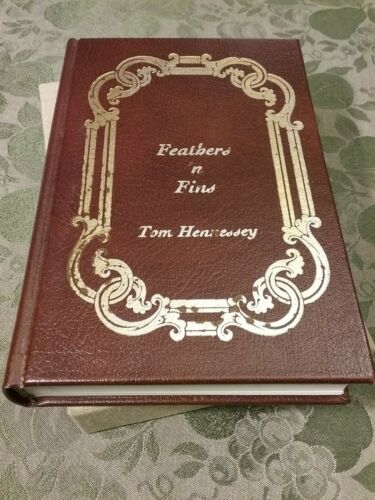 Feathers
'n
Fins
Tom Hennessey